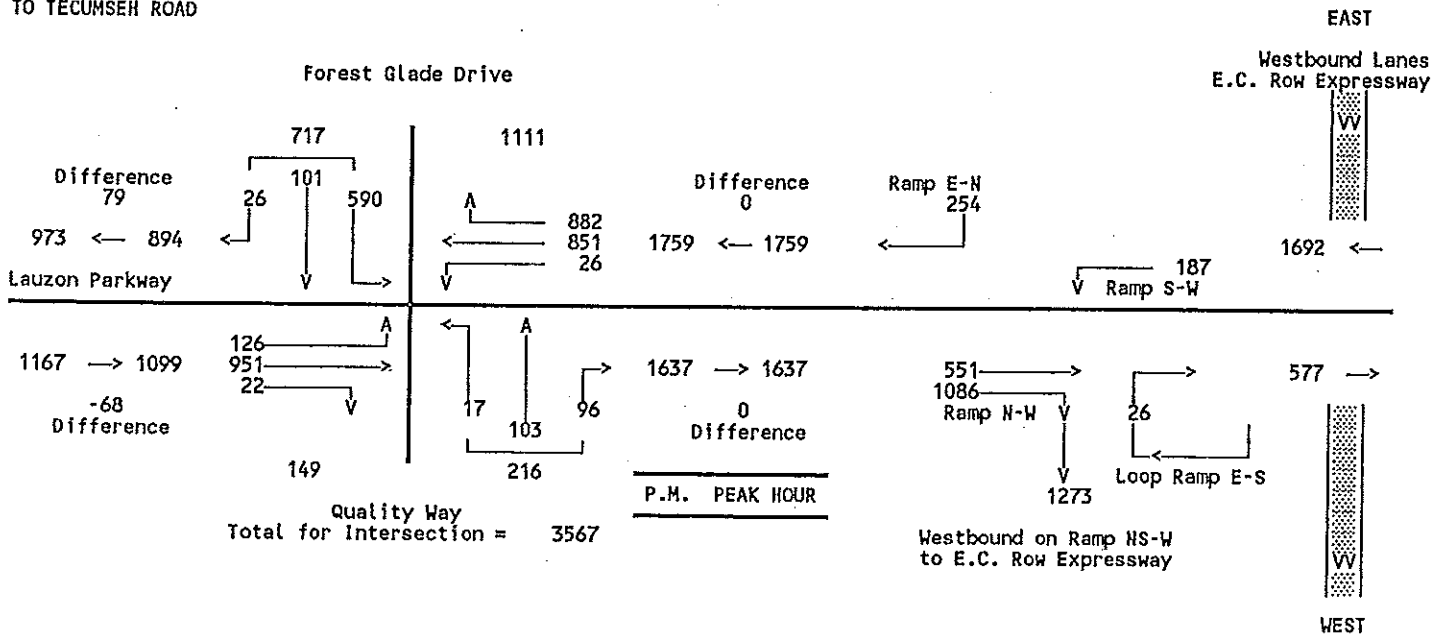 TO TECUMSEH ROAD
EAST
Forest Glade Drive
Westbound Lanes
E.C. Row Expressway
VV
717
1111
Difference
79
26
101
590
A
882
851
26
V
Difference
0
Ramp E-N
254
973 <— 894
<—
V
>
<
1759 <— 1759
<
1692 <—
Lauzon Parkway
187
V
Ramp S-W
A
<
A
126
1167 —> 1099
951
>
22
V
-68
Difference
17
103
96
>
1637 —> 1637
0
Difference
551
>
1086
Ramp N-W
V
V
1273
>
26
<
Loop Ramp E-S
577 —>
149
216
P.M. PEAK HOUR
Quality Way
Total for Intersection = 3567
Westbound on Ramp NS-W
to E.C. Row Expressway
VV
WEST